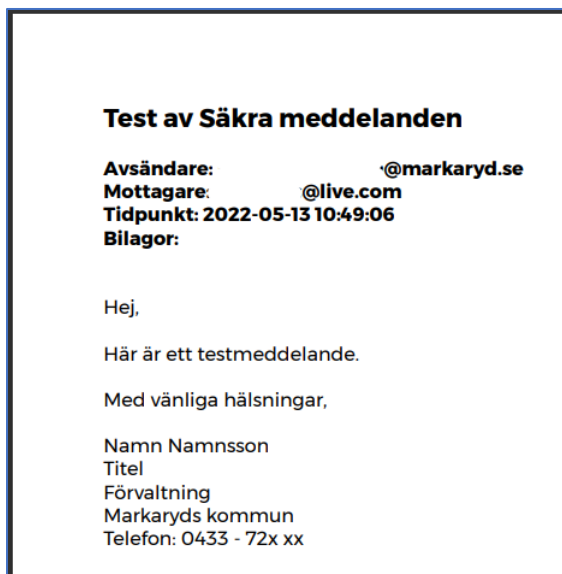 Test av Säkra meddelanden
Avsändare: @markaryd.se
Mottagare: @live.com
Tidpunkt: 2022-05-13 10:49:06
Bilagor:
Hej,
Här är ett testmeddelande.
Med vänliga hälsningar,
Namn Namnsson
Titel
Förvaltning
Markaryds kommun
Telefon: 0433 - 72x xx